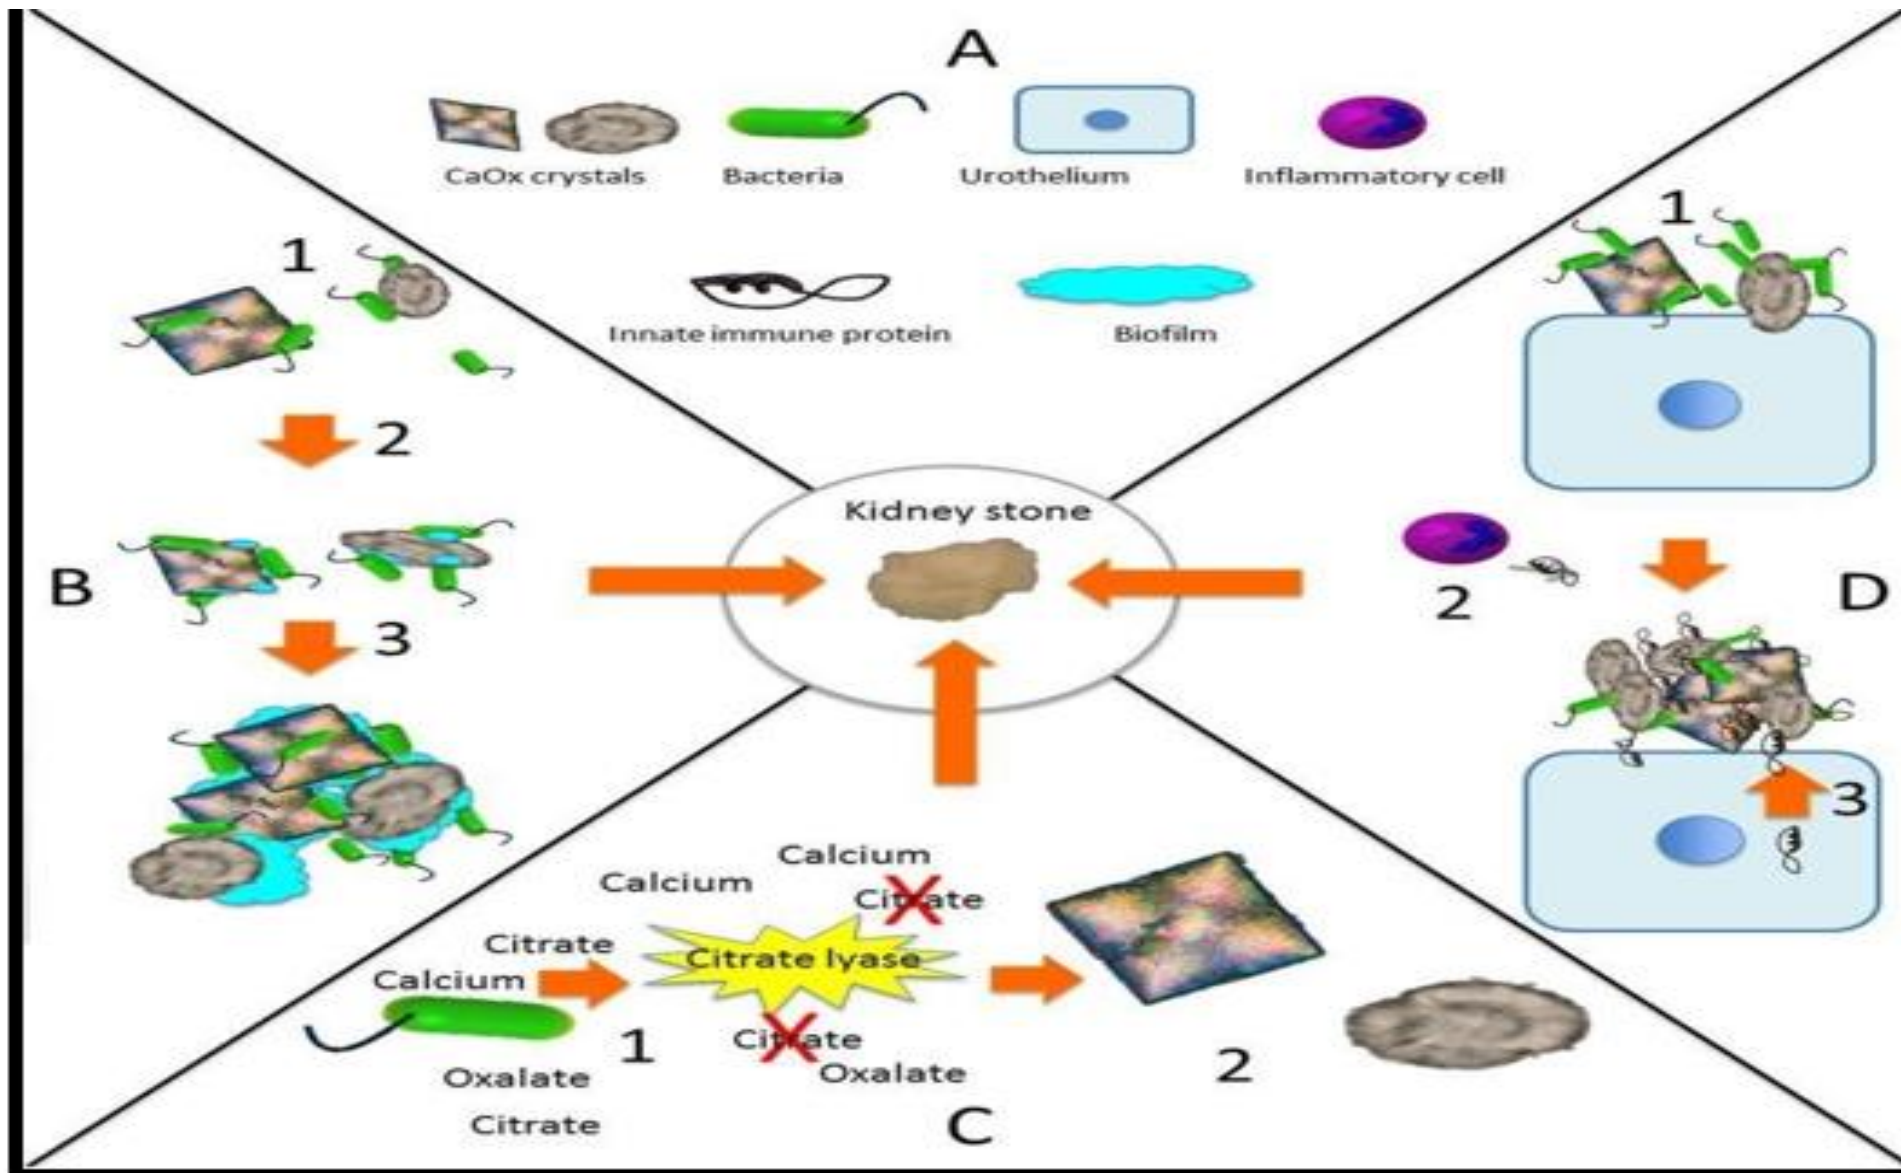 A
CaOx crystals
Bacteria
Urothelium
Inflammatory cell
Innate immune protein
Biofilm
B
1
2
3
Kidney stone
C
Calcium
Calcium
Citrate
Citrate
Calcium
Citrate lyase
1
Citrate
Oxalate
Oxalate
Citrate
2
D
1
2
3